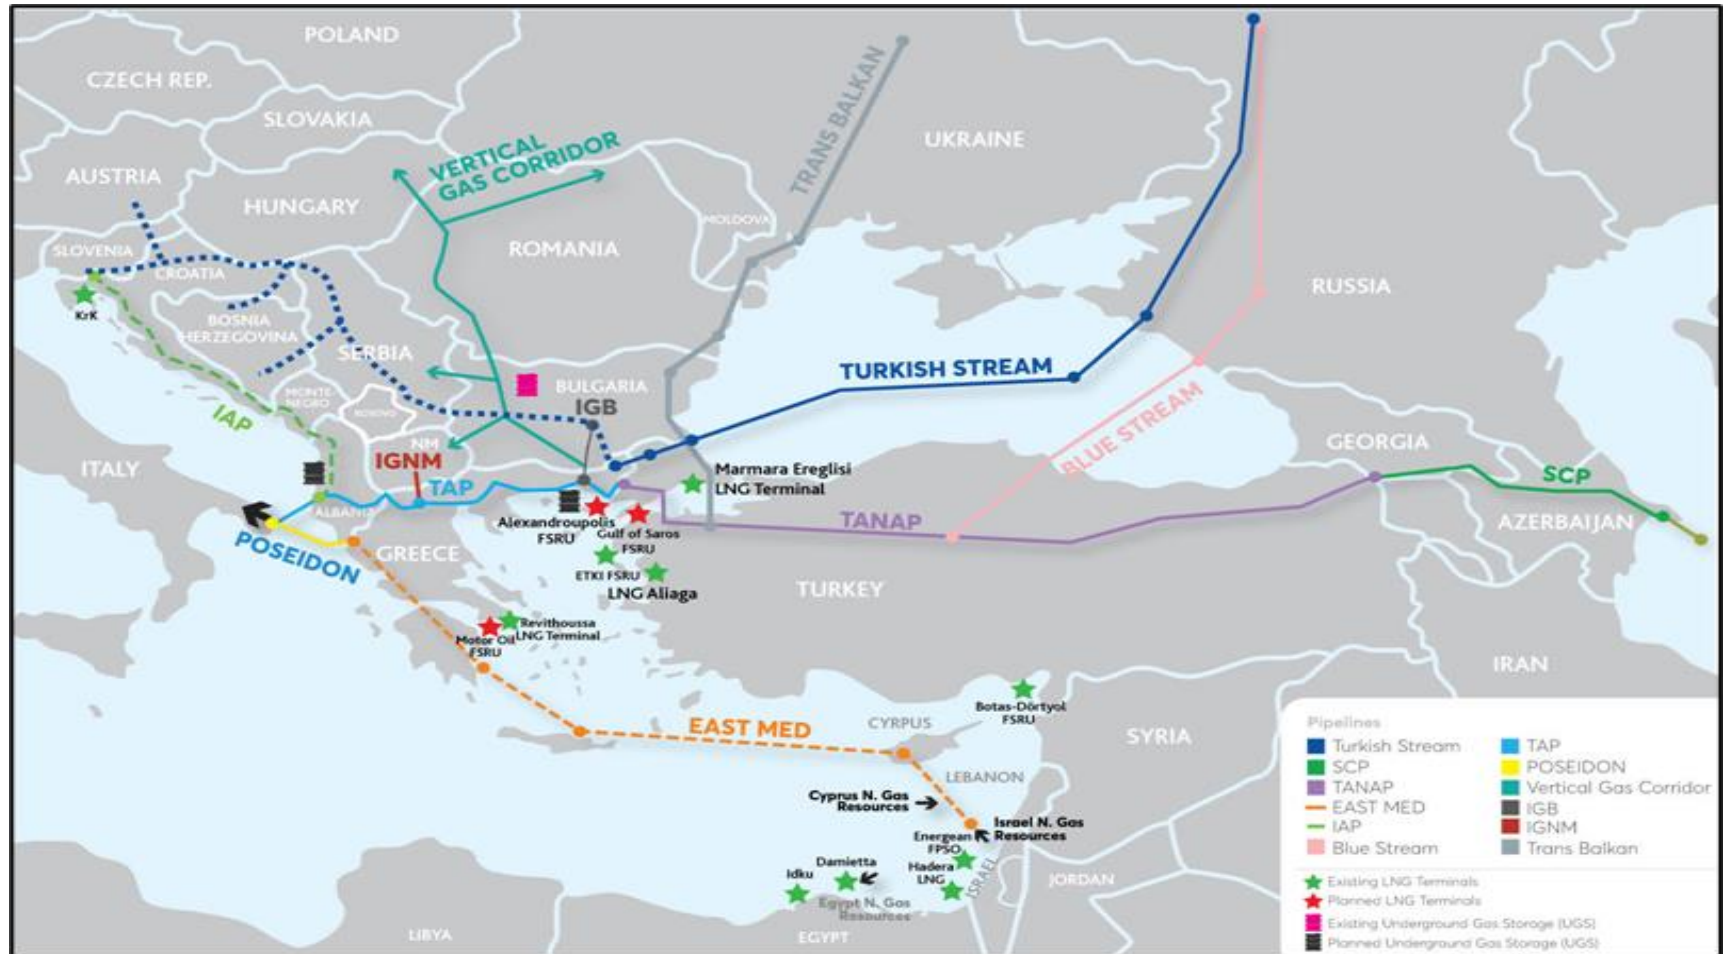 POLAND
CZECH REP.
SLOVAKIA
VERTICAL
GAS CORRIDOR
TRANS BALKAN
UKRAINE
AUSTRIA
HUNGARY
MOLDOVA
SLOVENIA
ROMANIA
CROATIA
RUSSIA
KrK
BOSNIA
HERZEGOVINA
SERBIA
TURKISH STREAM
BULGARIA
MONTE-
NEGRO
KOSOVO
IGB
IAP
BLUE STREAM
GEORGIA
NM
IGNM
ITALY
Marmara Ereglisi
LNG Terminal
SCP
TAP
ALBANIA
Alexandroupolis
FSRU
Gulf of Saros
FSRU
TANAP
AZERBAIJAN
POSEIDON
GREECE
ETKI FSRU
LNG Aliaga
TURKEY
Revithoussa
LNG Terminal
Motor Oil
FSRU
IRAN
Botas-Dörtyol
FSRU
EAST MED
CYRPUS
SYRIA
LEBANON
Cyprus N. Gas
Resources
Israel N. Gas
Resources
Energean
FPSO
Hadera
LNG
ISRAEL
Damietta
Idku
Egypt N. Gas
Resources
JORDAN
LIBYA
EGYPT
Pipelines
Turkish Stream
TAP
SCP
POSEIDON
TANAP
Vertical Gas Corridor
EAST MED
IGB
IAP
IGNM
Blue Stream
Trans Balkan
Existing LNG Terminals
Planned LNG Terminals
Existing Underground Gas Storage (UGS)
Planned Underground Gas Storage (UGS)